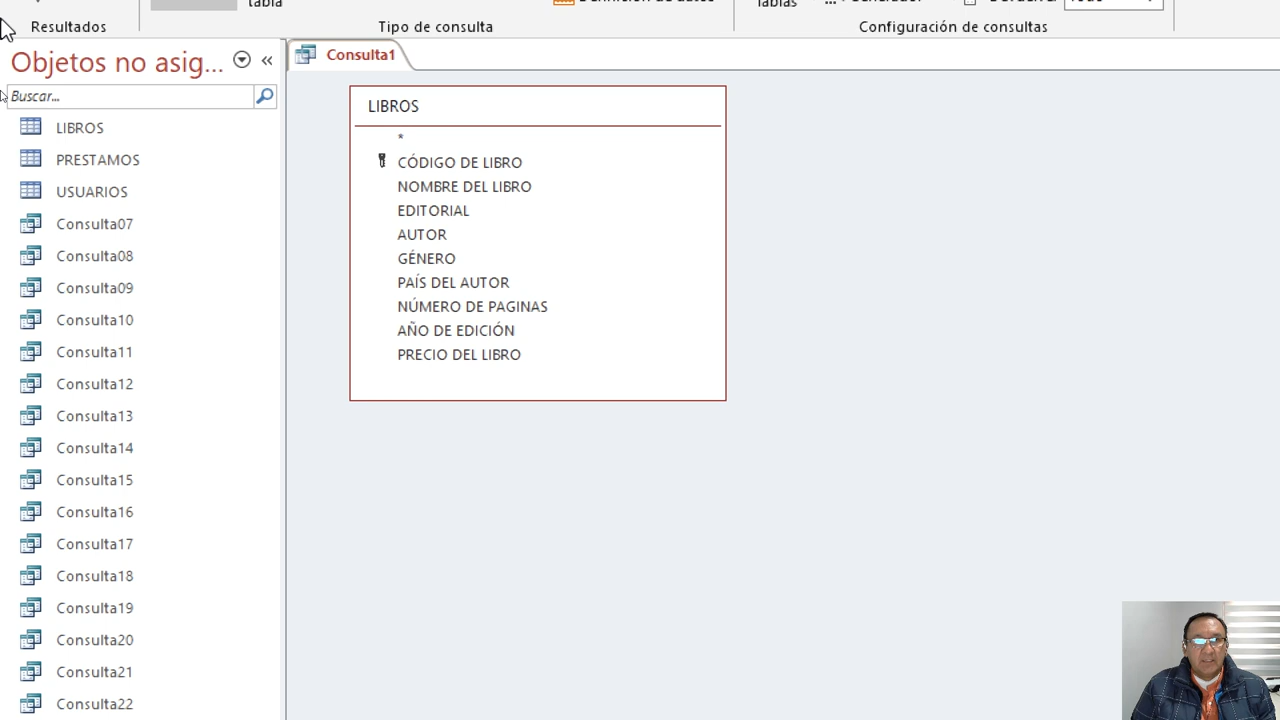 tabla
Tablas
Resultados
Tipo de consulta
Configuración de consultas
Objetos no asig...
Consulta1
Buscar...
LIBROS
PRESTAMOS
USUARIOS
Consulta07
Consulta08
Consulta09
Consulta10
Consulta11
Consulta12
Consulta13
Consulta14
Consulta15
Consulta16
Consulta17
Consulta18
Consulta19
Consulta20
Consulta21
Consulta22
LIBROS
*
CÓDIGO DE LIBRO
NOMBRE DEL LIBRO
EDITORIAL
AUTOR
GÉNERO
PAÍS DEL AUTOR
NÚMERO DE PAGINAS
AÑO DE EDICIÓN
PRECIO DEL LIBRO